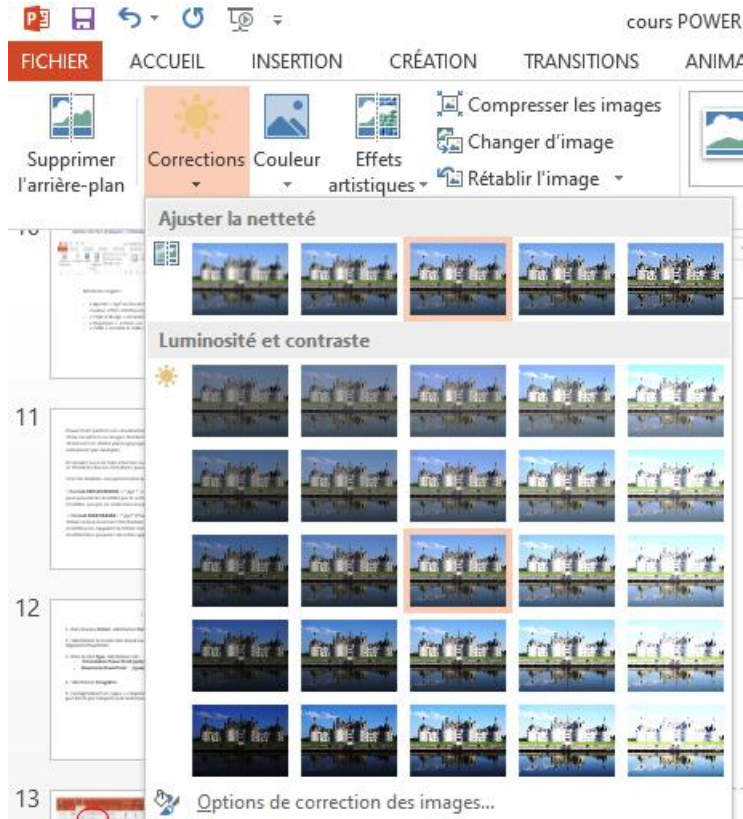 cours POWER
FICHIER ACCUEIL INSERTION CRÉATION TRANSITIONS ANIMA
Supprimer l'arrière-plan
Corrections
Couleur
Effets artistiques
Compresser les images
Changer d'image
Rétablir l'image
Ajuster la netteté
Luminosité et contraste
11
12
13
Options de correction des images...